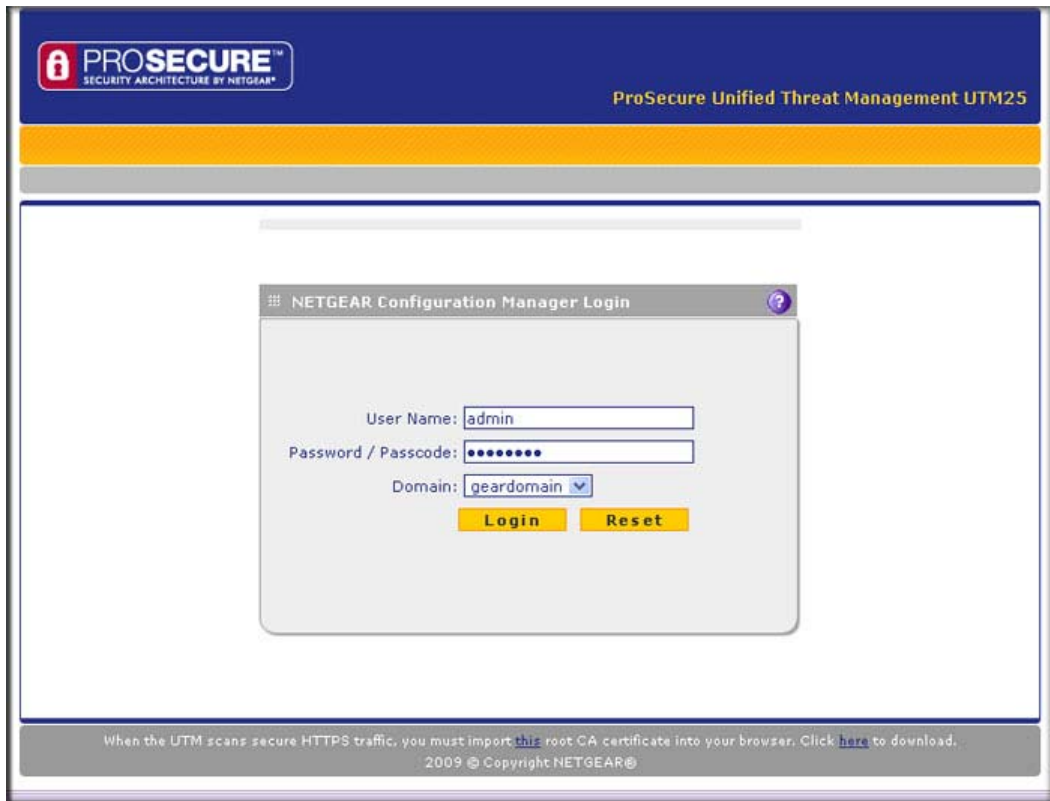 PROSECURE™
SECURITY ARCHITECTURE BY NETGEAR®
ProSecure Unified Threat Management UTM25
NETGEAR Configuration Manager Login
?
User Name: admin
Password / Passcode: ••••••••
Domain: geardomain
Login Reset
When the UTM scans secure HTTPS traffic, you must import this root CA certificate into your browser. Click here to download.
2009 © Copyright NETGEAR®